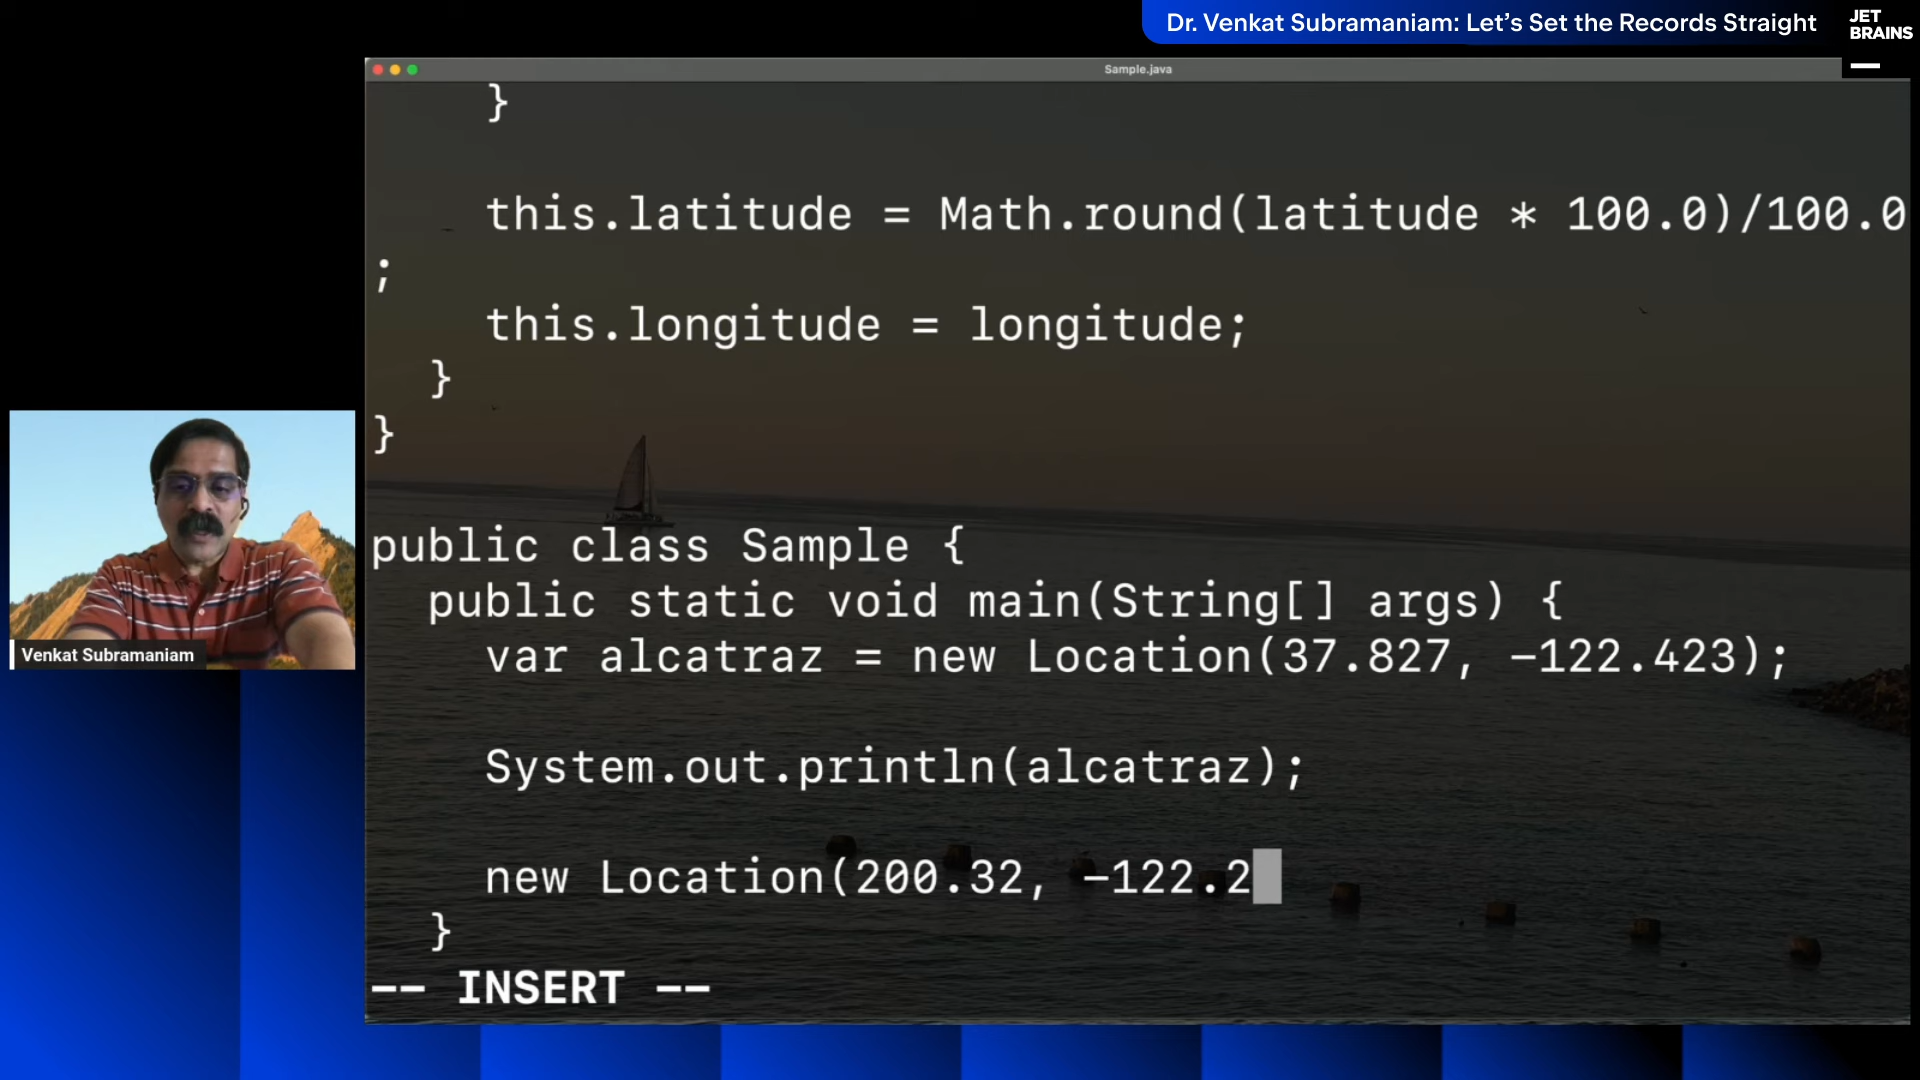 Dr. Venkat Subramaniam: Let's Set the Records Straight
JET
BRAINS
Sample.java
}
this.latitude = Math.round(latitude * 100.0)/100.0
;
this.longitude = longitude;
}
}
public class Sample {
public static void main(String[] args) {
var alcatraz = new Location(37.827, -122.423);
System.out.println(alcatraz);
new Location(200.32, -122.2
}
-- INSERT --
Venkat Subramaniam